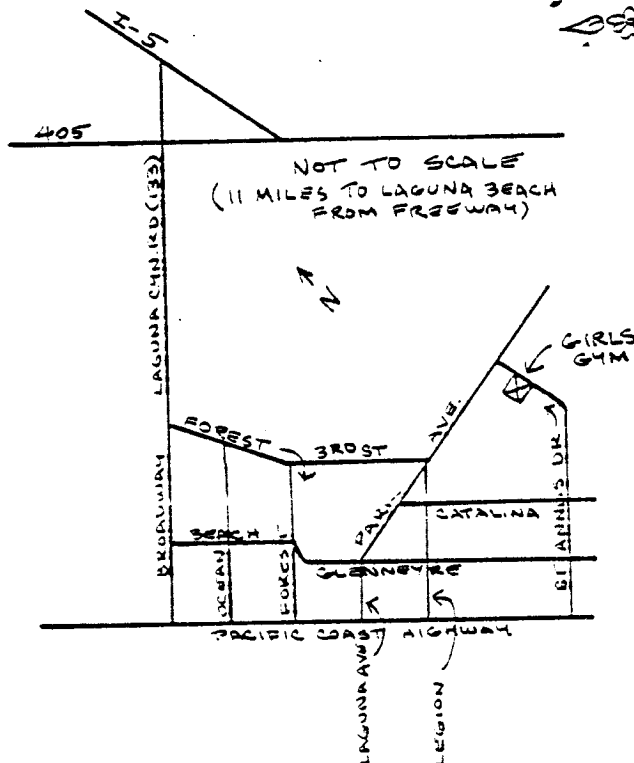 I-5
405
NOT TO SCALE
(11 MILES TO LAGUNA BEACH
FROM FREEWAY)
LAGUNA CYN. RD (133)
N
GIRLS
GYM
FOREST
3RD ST
AVE.
PARK
CATALINA
ST ANN'S DR
BROADWAY
BEACH
OCEAN
FOREST
GLENNEYRE
PACIFIC COAST HIGHWAY
LAGUNA AVE
LEGION